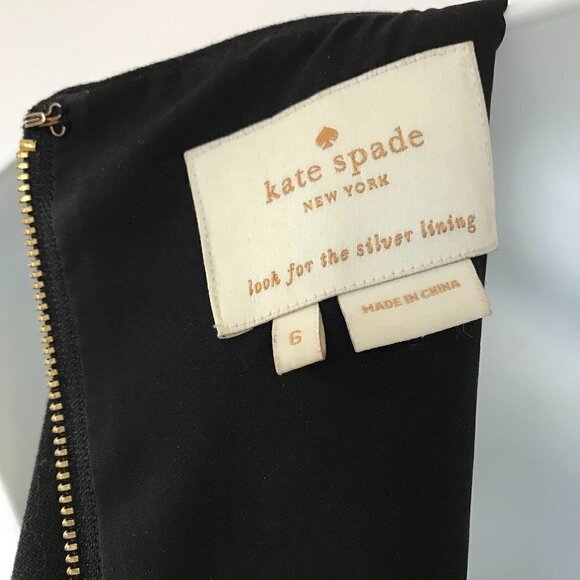 kate spade
NEW YORK
look for the silver lining
6
MADE IN CHINA